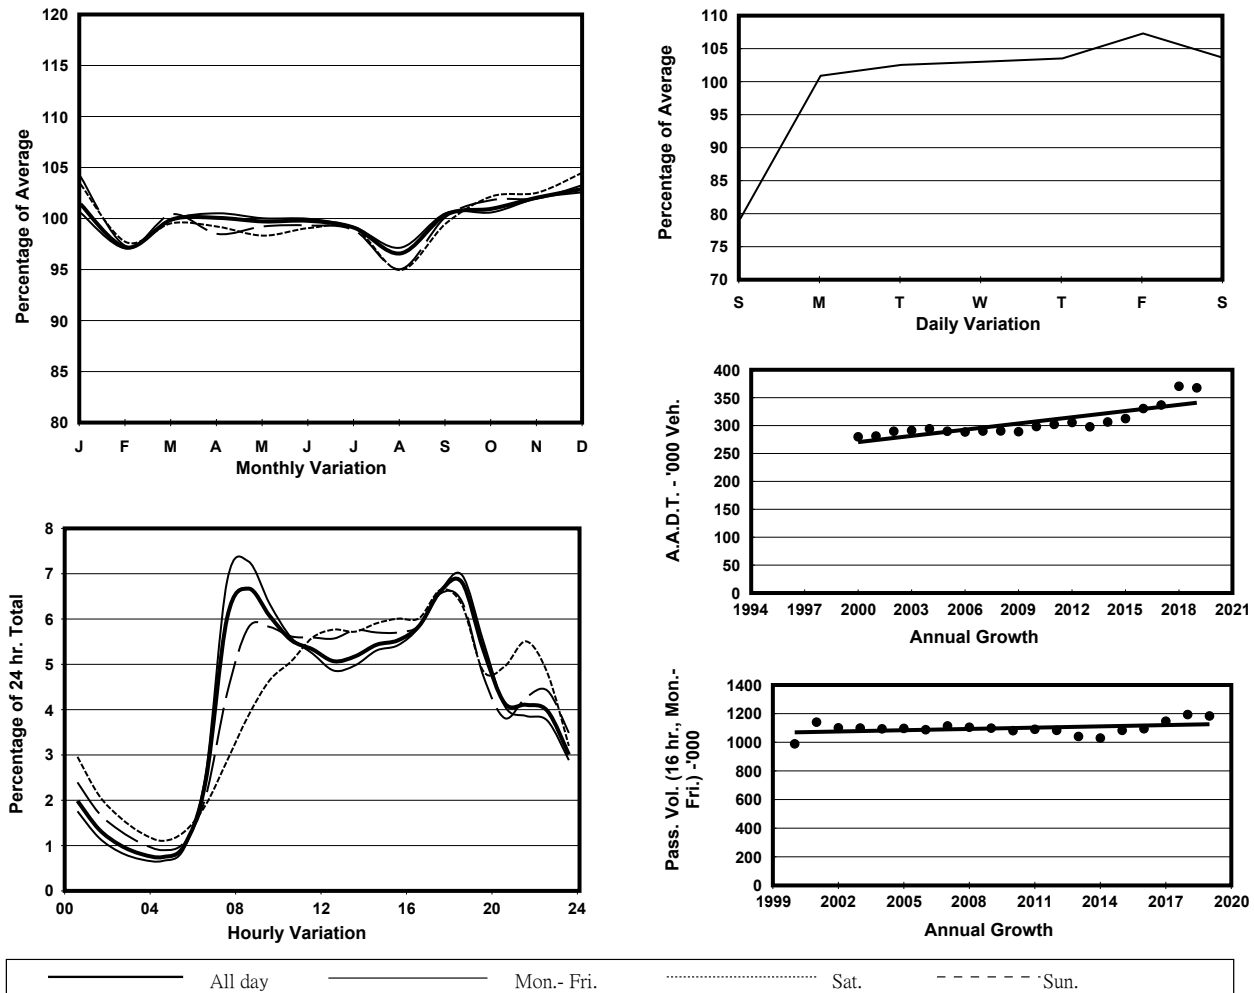 120
115
110
105
100
95
90
85
80
Percentage of Average
J F M A M J J A S O N D
Monthly Variation
110
105
100
95
90
85
80
75
70
Percentage of Average
S M T W T F S
Daily Variation
400
350
300
250
200
150
100
50
0
A.A.D.T. - '000 Veh.
1994 1997 2000 2003 2006 2009 2012 2015 2018 2021
Annual Growth
8
7
6
5
4
3
2
1
0
Percentage of 24 hr. Total
00 04 08 12 16 20 24
Hourly Variation
1400
1200
1000
800
600
400
200
0
Pass. Vol. (16 hr., Mon.-
Fri.) -'000
1999 2002 2005 2008 2011 2014 2017 2020
Annual Growth
All day Mon.- Fri. Sat. Sun.